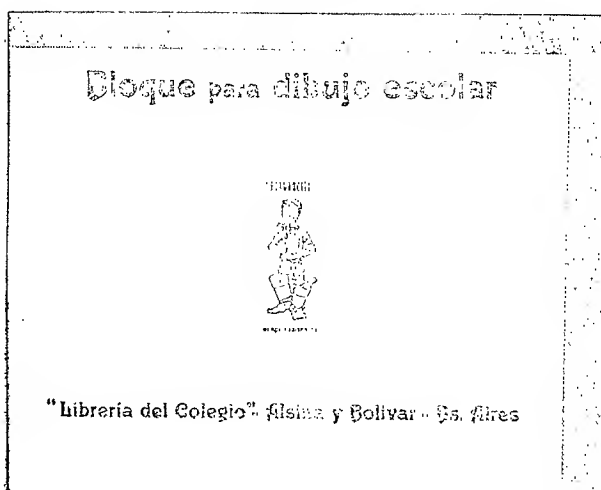 Bloque para dibujo escolar
"Librería del Colegio"- Alsina y Bolivar - Bs. Aires